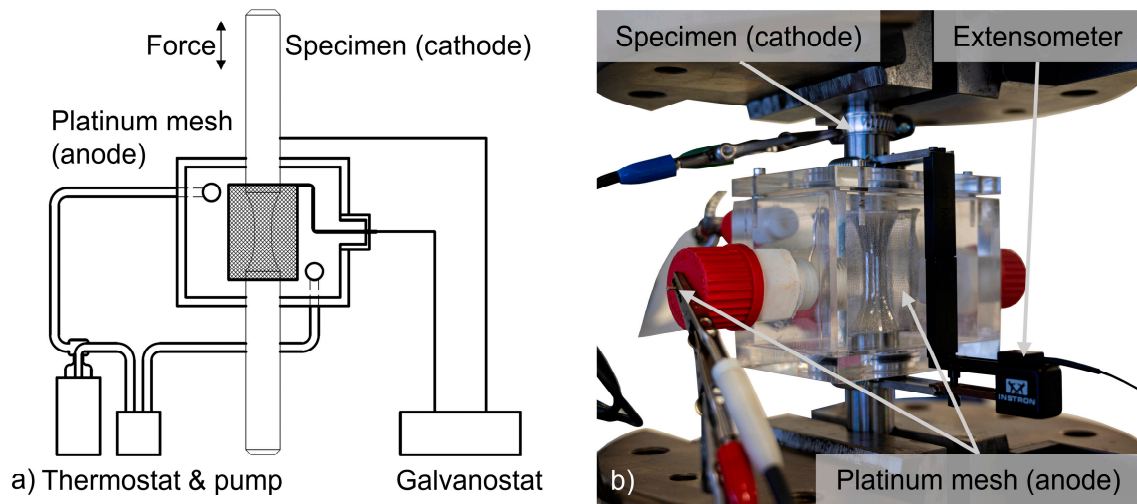 Force
Specimen (cathode)
Platinum mesh
(anode)
a) Thermostat & pump
Galvanostat
Specimen (cathode)
Extensometer
INSTRON
b)
Platinum mesh (anode)